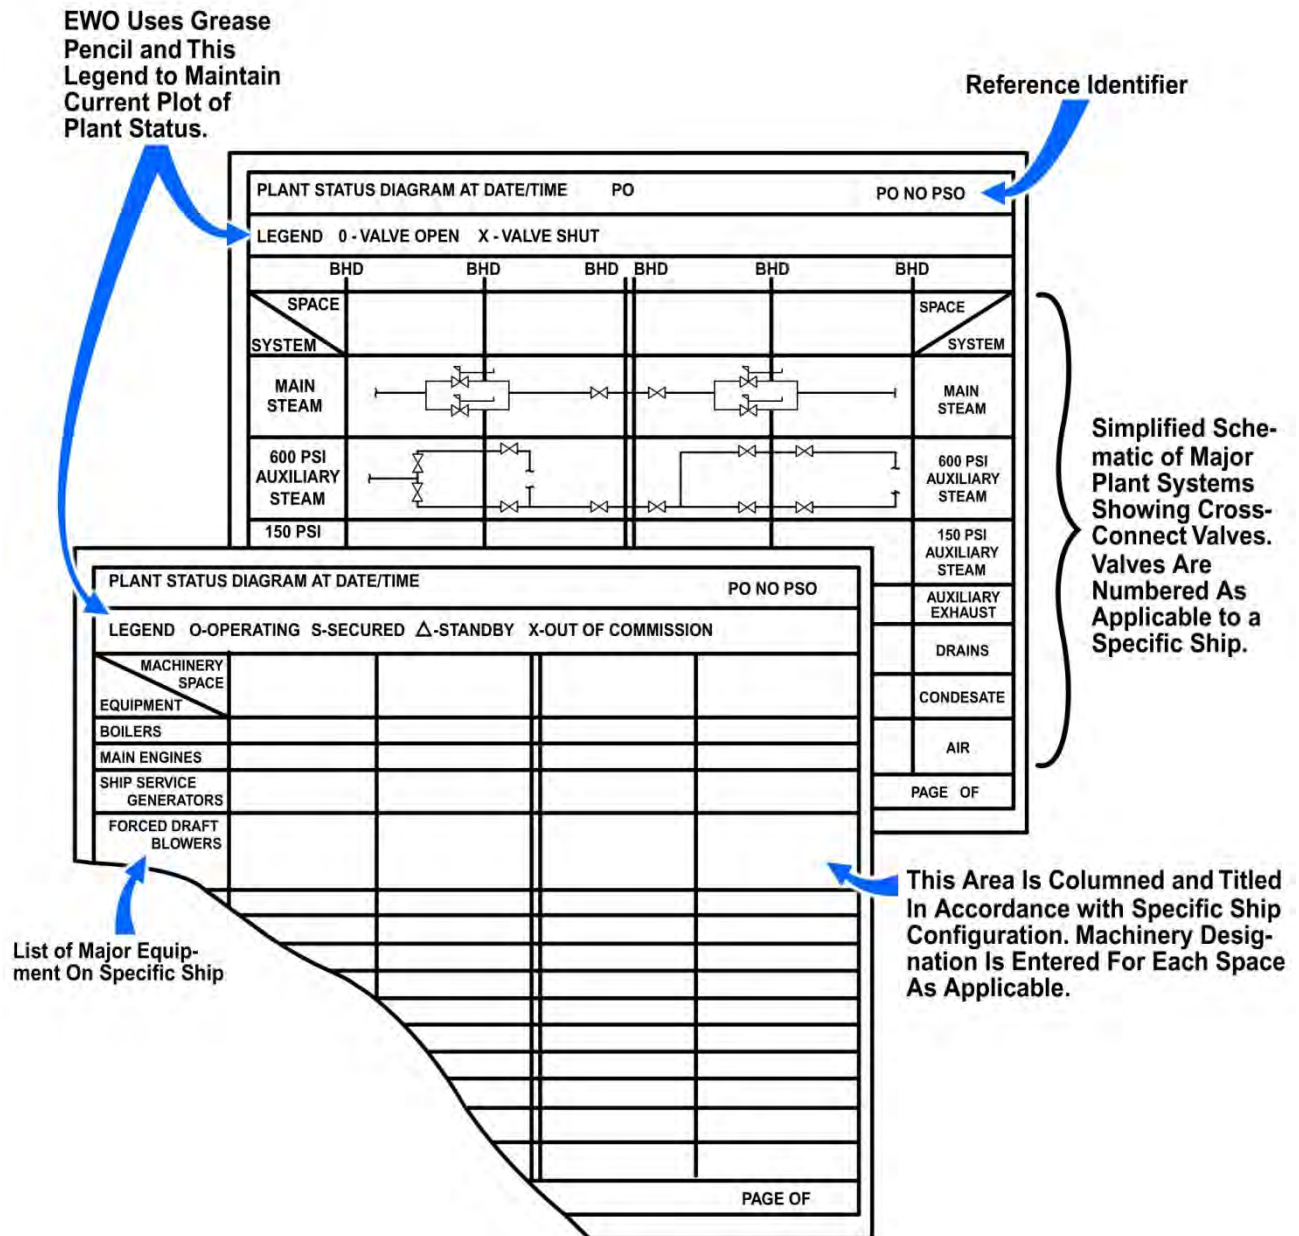 EWO Uses Grease
Pencil and This
Legend to Maintain
Current Plot of
Plant Status.
Reference Identifier
PLANT STATUS DIAGRAM AT DATE/TIME PO PO NO PSO
LEGEND 0 - VALVE OPEN X - VALVE SHUT
BHD BHD BHD BHD BHD BHD
SPACE
SYSTEM
SPACE
SYSTEM
MAIN
STEAM
MAIN
STEAM
600 PSI
AUXILIARY
STEAM
600 PSI
AUXILIARY
STEAM
150 PSI
150 PSI
AUXILIARY
STEAM
AUXILIARY
EXHAUST
DRAINS
CONDESATE
AIR
PAGE OF
Simplified Sche-
matic of Major
Plant Systems
Showing Cross-
Connect Valves.
Valves Are
Numbered As
Applicable to a
Specific Ship.
PLANT STATUS DIAGRAM AT DATE/TIME PO NO PSO
LEGEND O-OPERATING S-SECURED △-STANDBY X-OUT OF COMMISSION
MACHINERY
SPACE
EQUIPMENT
BOILERS
MAIN ENGINES
SHIP SERVICE
GENERATORS
FORCED DRAFT
BLOWERS
List of Major Equip-
ment On Specific Ship
This Area Is Columned and Titled
In Accordance with Specific Ship
Configuration. Machinery Desig-
nation Is Entered For Each Space
As Applicable.
PAGE OF